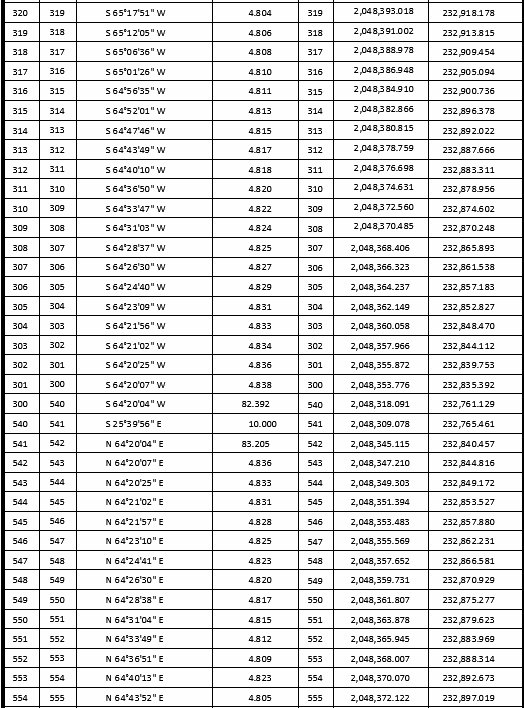 320 319 S 65°17'51" W 4.804 319 2,048,393.018 232,918.178
319 318 S 65°12'05" W 4.806 318 2,048,391.002 232,913.815
318 317 S 65°06'36" W 4.808 317 2,048,388.978 232,909.454
317 316 S 65°01'26" W 4.810 316 2,048,386.948 232,905.094
316 315 S 64°56'35" W 4.811 315 2,048,384.910 232,900.736
315 314 S 64°52'01" W 4.813 314 2,048,382.866 232,896.378
314 313 S 64°47'46" W 4.815 313 2,048,380.815 232,892.022
313 312 S 64°43'49" W 4.817 312 2,048,378.759 232,887.666
312 311 S 64°40'10" W 4.818 311 2,048,376.698 232,883.311
311 310 S 64°36'50" W 4.820 310 2,048,374.631 232,878.956
310 309 S 64°33'47" W 4.822 309 2,048,372.560 232,874.602
309 308 S 64°31'03" W 4.824 308 2,048,370.485 232,870.248
308 307 S 64°28'37" W 4.825 307 2,048,368.406 232,865.893
307 306 S 64°26'30" W 4.827 306 2,048,366.323 232,861.538
306 305 S 64°24'40" W 4.829 305 2,048,364.237 232,857.183
305 304 S 64°23'09" W 4.831 304 2,048,362.149 232,852.827
304 303 S 64°21'56" W 4.833 303 2,048,360.058 232,848.470
303 302 S 64°21'02" W 4.834 302 2,048,357.966 232,844.112
302 301 S 64°20'25" W 4.836 301 2,048,355.872 232,839.753
301 300 S 64°20'07" W 4.838 300 2,048,353.776 232,835.392
300 540 S 64°20'04" W 82.392 540 2,048,318.091 232,761.129
540 541 S 25°39'56" E 10.000 541 2,048,309.078 232,765.461
541 542 N 64°20'04" E 83.205 542 2,048,345.115 232,840.457
542 543 N 64°20'07" E 4.836 543 2,048,347.210 232,844.816
543 544 N 64°20'25" E 4.833 544 2,048,349.303 232,849.172
544 545 N 64°21'02" E 4.831 545 2,048,351.394 232,853.527
545 546 N 64°21'57" E 4.828 546 2,048,353.483 232,857.880
546 547 N 64°23'10" E 4.825 547 2,048,355.569 232,862.231
547 548 N 64°24'41" E 4.823 548 2,048,357.652 232,866.581
548 549 N 64°26'30" E 4.820 549 2,048,359.731 232,870.929
549 550 N 64°28'38" E 4.817 550 2,048,361.807 232,875.277
550 551 N 64°31'04" E 4.815 551 2,048,363.878 232,879.623
551 552 N 64°33'49" E 4.812 552 2,048,365.945 232,883.969
552 553 N 64°36'51" E 4.809 553 2,048,368.007 232,888.314
553 554 N 64°40'13" E 4.823 554 2,048,370.070 232,892.673
554 555 N 64°43'52" E 4.805 555 2,048,372.122 232,897.019